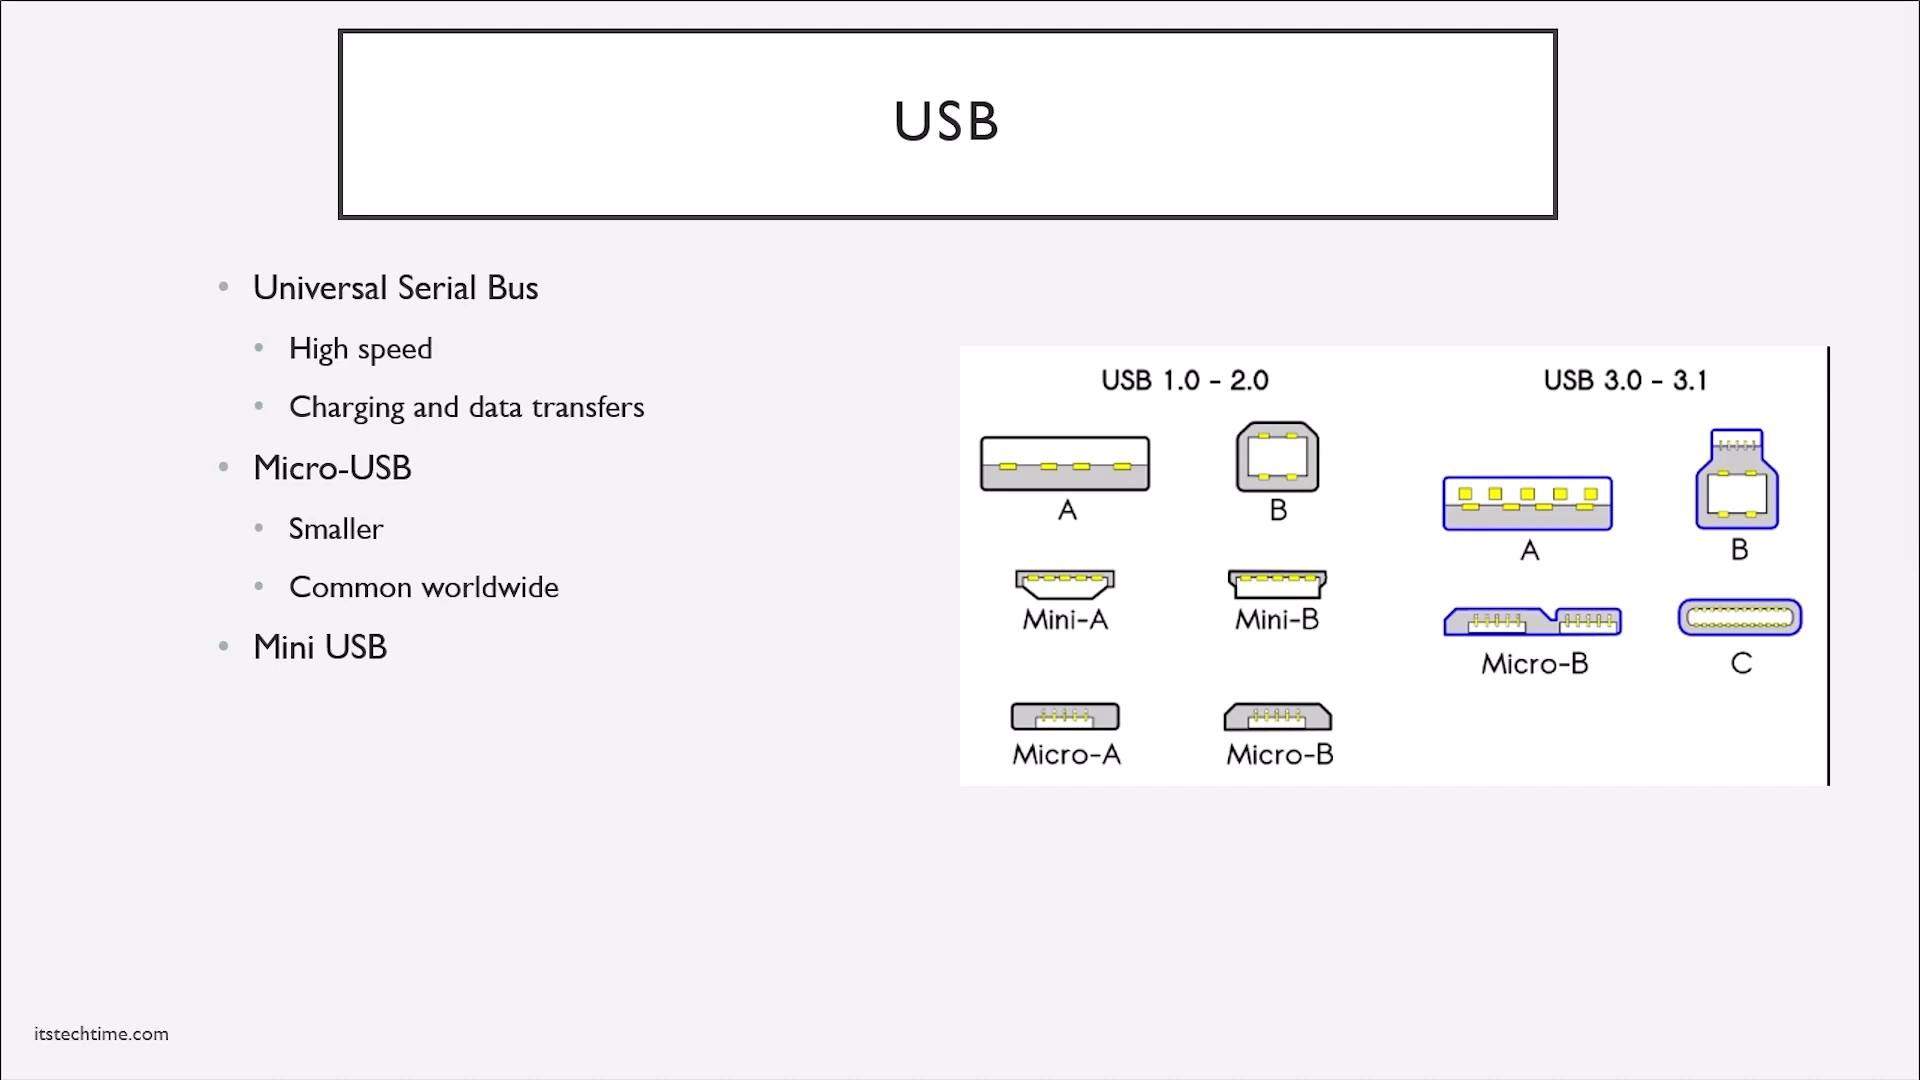 USB
Universal Serial Bus
High speed
Charging and data transfers
Micro-USB
Smaller
Common worldwide
Mini USB
USB 1.0 - 2.0
A
B
Mini-A
Mini-B
Micro-A
Micro-B
USB 3.0 - 3.1
A
B
Micro-B
C
itstechtime.com